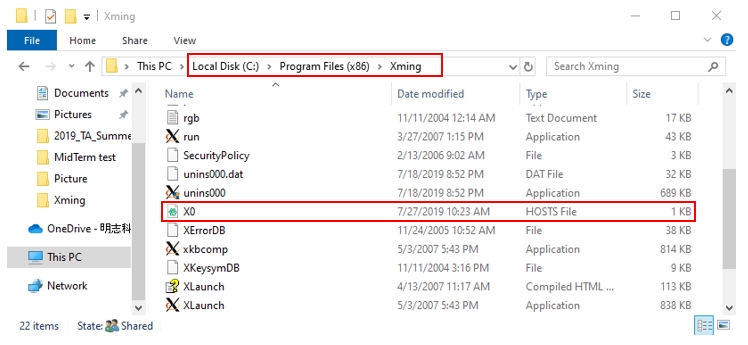 Xming
File Home Share View
This PC Local Disk (C:) Program Files (x86) Xming Search Xming
Name Date modified Type Size
Documents
Pictures
2019_TA_Summe
MidTerm test
Picture
Xming
OneDrive - 明志科
This PC
Network
rgb 11/11/2004 12:14 AM Text Document 17 KB
run 3/27/2007 1:15 PM Application 43 KB
SecurityPolicy 2/13/2006 9:02 AM File 3 KB
unins000.dat 7/18/2019 8:52 PM DAT File 32 KB
unins000 7/18/2019 8:52 PM Application 689 KB
X0 7/27/2019 10:23 AM HOSTS File 1 KB
XErrorDB 11/24/2005 10:52 AM File 38 KB
xkbcomp 5/3/2007 5:43 PM Application 814 KB
XKeysymDB 11/11/2004 3:16 PM File 9 KB
XLaunch 4/13/2007 11:17 AM Compiled HTML ... 113 KB
XLaunch 5/3/2007 5:43 PM Application 838 KB
22 items State: Shared